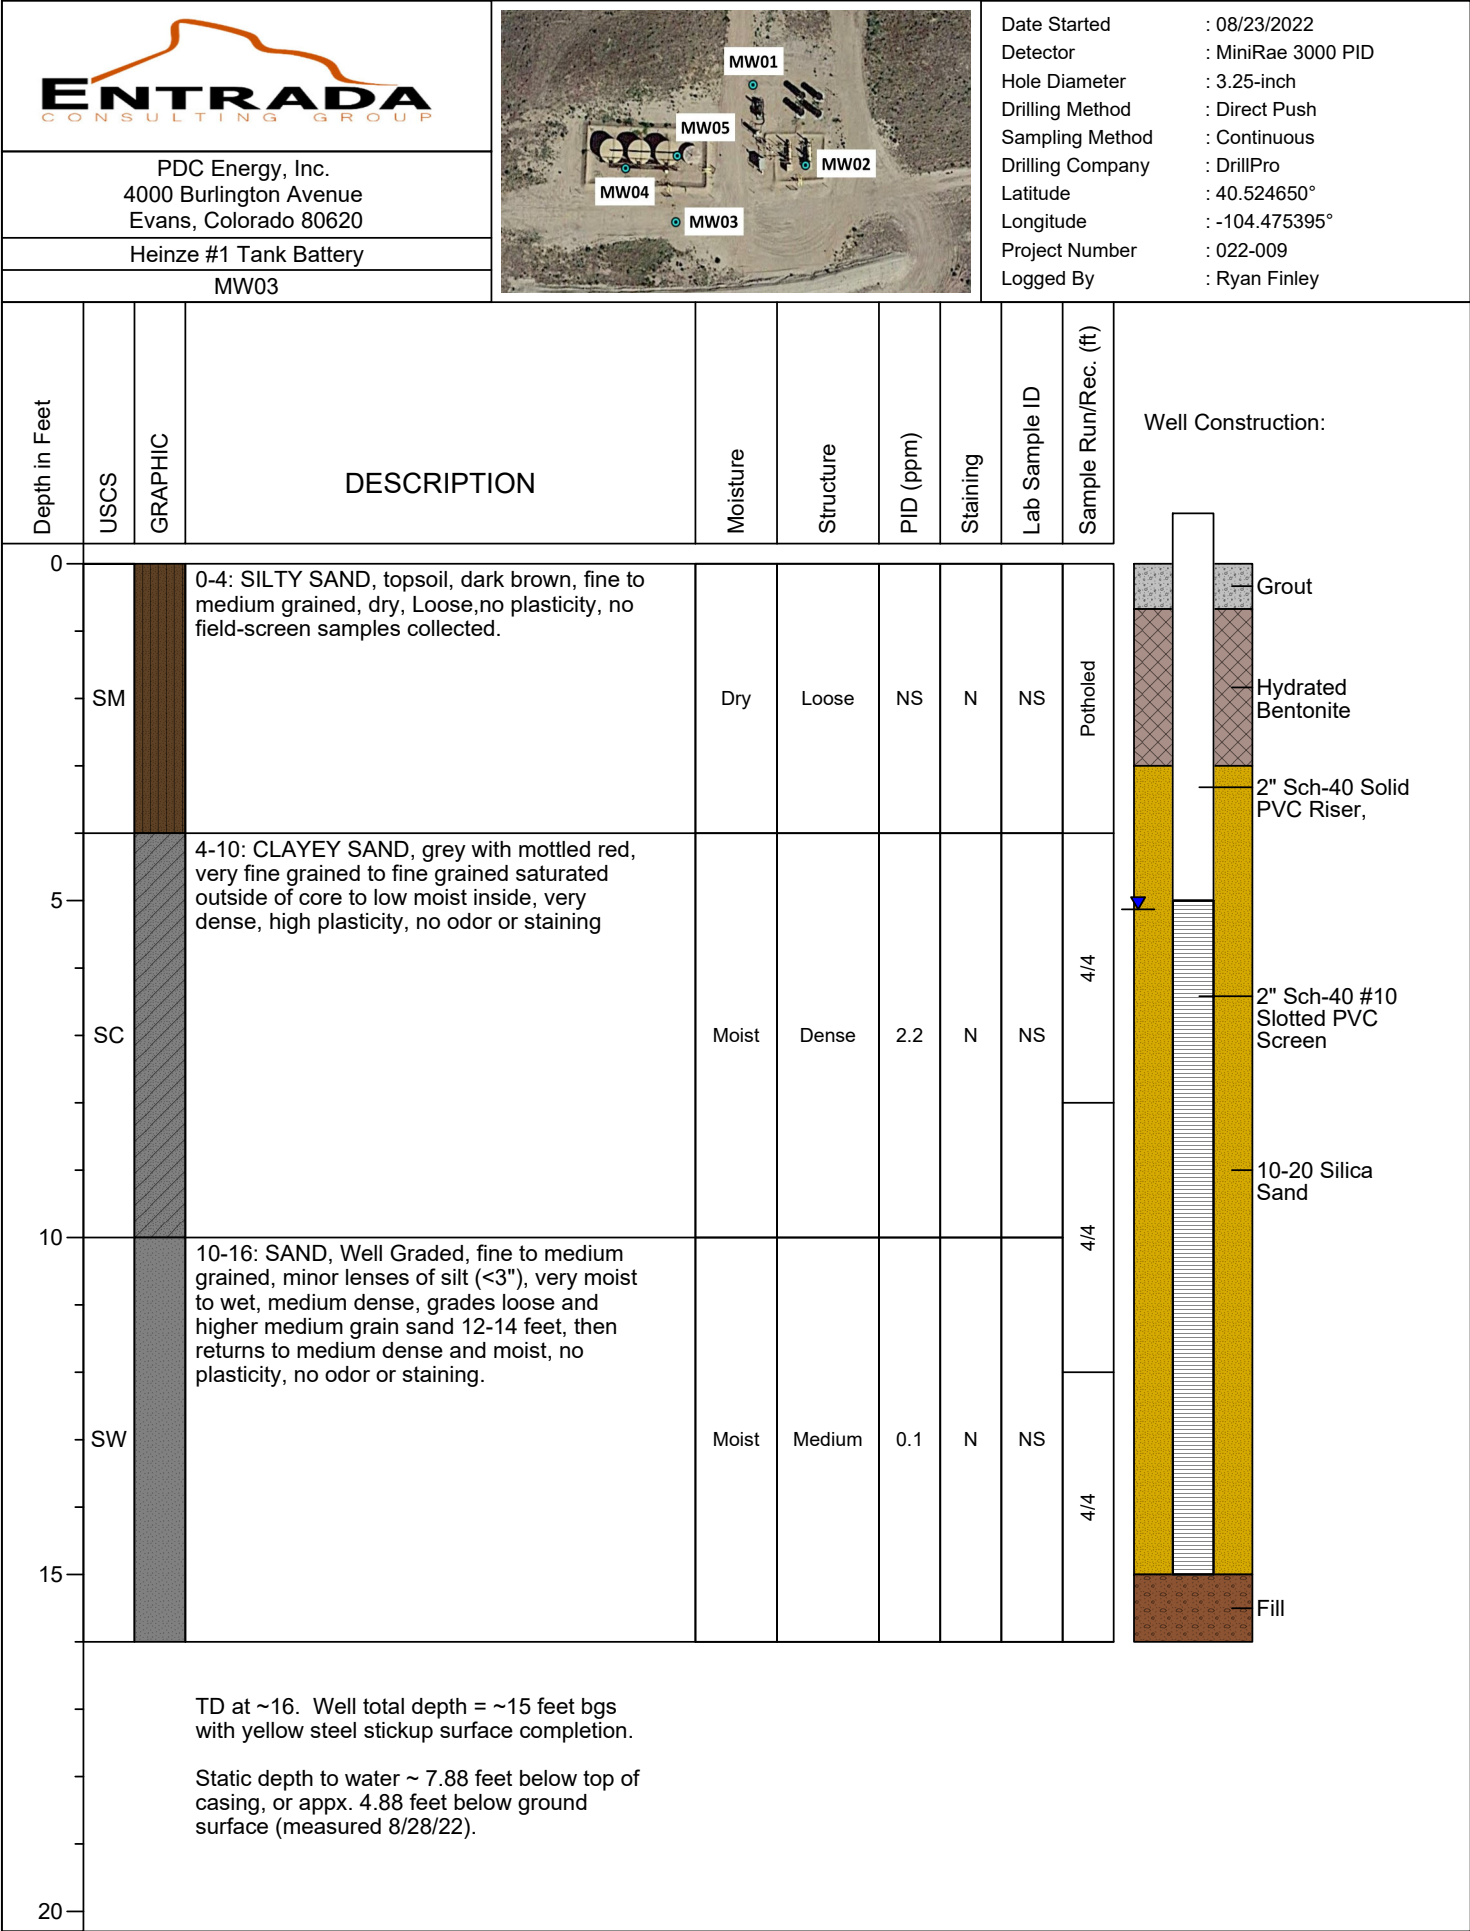 ENTRADA
CONSULTING GROUP
PDC Energy, Inc.
4000 Burlington Avenue
Evans, Colorado 80620
Heinze #1 Tank Battery
MW03
MW01
MW05
MW02
MW04
MW03
Date Started : 08/23/2022
Detector : MiniRae 3000 PID
Hole Diameter : 3.25-inch
Drilling Method : Direct Push
Sampling Method : Continuous
Drilling Company : DrillPro
Latitude : 40.524650°
Longitude : -104.475395°
Project Number : 022-009
Logged By : Ryan Finley
Depth in Feet
USCS
GRAPHIC
DESCRIPTION
Moisture
Structure
PID (ppm)
Staining
Lab Sample ID
Sample Run/Rec. (ft)
Well Construction:
0
5
10
15
20
SM
0-4: SILTY SAND, topsoil, dark brown, fine to
medium grained, dry, Loose,no plasticity, no
field-screen samples collected.
Dry
Loose
NS
N
NS
Potholed
SC
4-10: CLAYEY SAND, grey with mottled red,
very fine grained to fine grained saturated
outside of core to low moist inside, very
dense, high plasticity, no odor or staining
Moist
Dense
2.2
N
NS
4/4
4/4
SW
10-16: SAND, Well Graded, fine to medium
grained, minor lenses of silt (<3"), very moist
to wet, medium dense, grades loose and
higher medium grain sand 12-14 feet, then
returns to medium dense and moist, no
plasticity, no odor or staining.
Moist
Medium
0.1
N
NS
4/4
Grout
Hydrated
Bentonite
2" Sch-40 Solid
PVC Riser,
2" Sch-40 #10
Slotted PVC
Screen
10-20 Silica
Sand
Fill
TD at ~16.  Well total depth = ~15 feet bgs
with yellow steel stickup surface completion.
Static depth to water ~ 7.88 feet below top of
casing, or appx. 4.88 feet below ground
surface (measured 8/28/22).